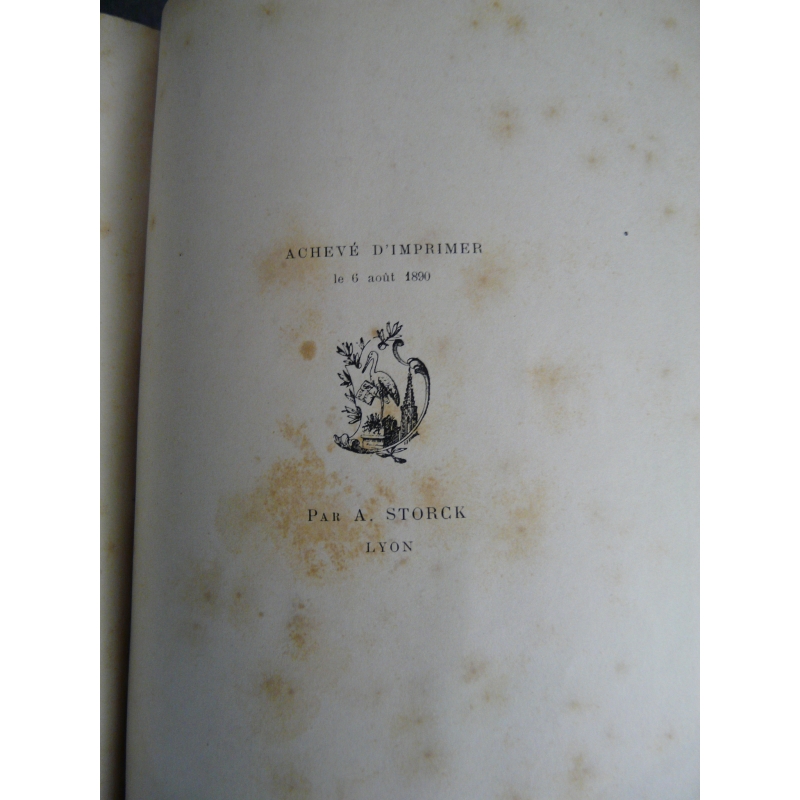 ACHEVÉ D'IMPRIMER
le 6 août 1890
PAR A. STORCK
LYON